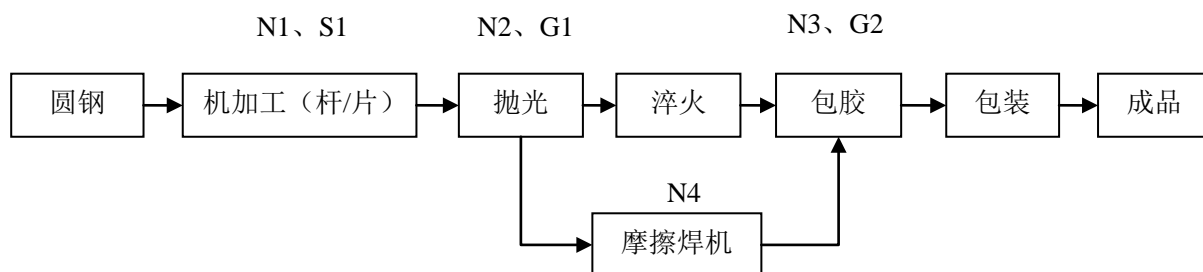 N1、S1
N2、G1
N3、G2
圆钢
机加工（杆/片）
抛光
淬火
包胶
包装
成品
N4
摩擦焊机